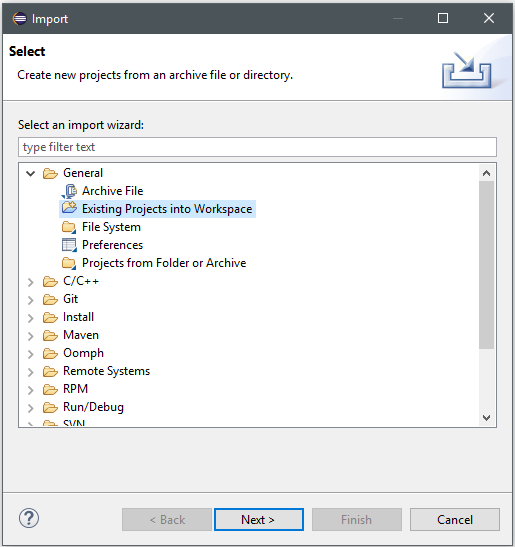 Import
Select
Create new projects from an archive file or directory.
Select an import wizard:
type filter text
General
Archive File
Existing Projects into Workspace
File System
Preferences
Projects from Folder or Archive
C/C++
Git
Install
Maven
Oomph
Remote Systems
RPM
Run/Debug
SVN
?
< Back
Next >
Finish
Cancel